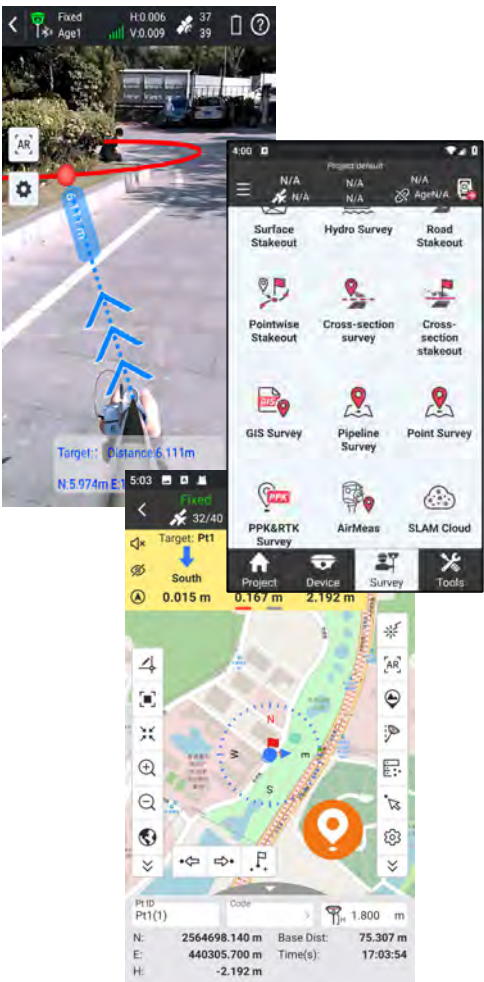 Fixed
Age1
H:0.006
V:0.009
37
39
AR
Target: Distance:6.111m
4:00
Project:default
N/A
N/A
N/A
N/A
N/A
AgeN/A
Surface
Stakeout
Hydro Survey
Road
Stakeout
Pointwise
Stakeout
Cross-section
survey
Cross-
section
stakeout
GIS
GIS Survey
Pipeline
Survey
Point Survey
PPK
PPK&RTK
Survey
AirMeas
SLAM Cloud
Project
Device
Survey
Tools
5:03
Fixed
32/40
Target: Pt1
South
0.015 m
0.167 m
2.192 m
AR
N
W
E
S
Pt ID
Pt1(1)
Code
H
1.800 m
N: 2564698.140 m Base Dist: 75.307 m
E: 440305.700 m Time(s): 17:03:54
H: -2.192 m